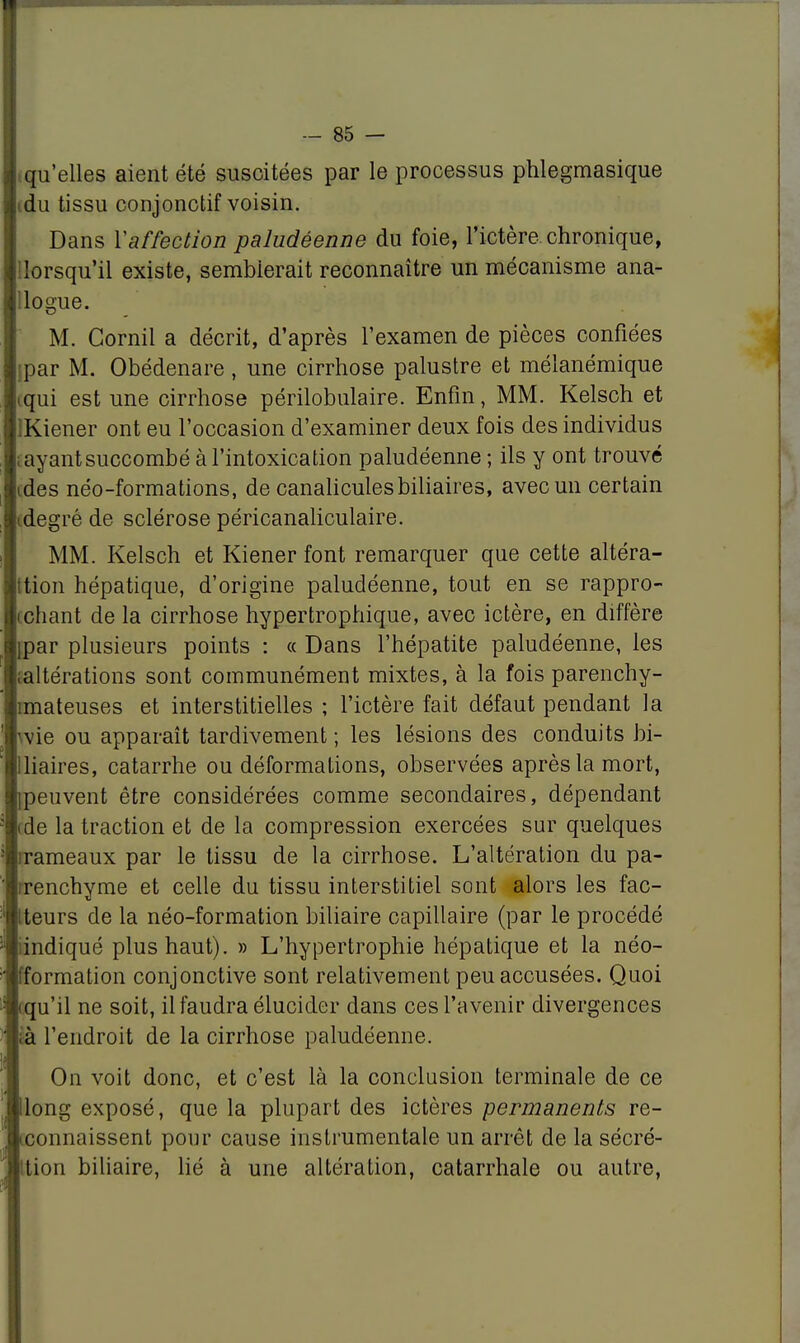 — 85 —
qu'elles aient été suscitées par le processus phlegmasique
du tissu conjonctif voisin.
Dans l'affection paludéenne du foie, l'ictère chronique,
lorsqu'il existe, semblerait reconnaître un mécanisme ana-
logue.
M. Cornil a décrit, d'après l'examen de pièces confiées
par M. Obédenare, une cirrhose palustre et mélanémique
qui est une cirrhose périlobulaire. Enfin, MM. Kelsch et
Kiener ont eu l'occasion d'examiner deux fois des individus
ayant succombé à l'intoxication paludéenne ; ils y ont trouvé
des néo-formations, de canalicules biliaires, avec un certain
degré de sclérose péricanaliculaire.
MM. Kelsch et Kiener font remarquer que cette altéra-
tion hépatique, d'origine paludéenne, tout en se rappro-
chant de la cirrhose hypertrophique, avec ictère, en diffère
par plusieurs points : « Dans l'hépatite paludéenne, les
altérations sont communément mixtes, à la fois parenchy-
mateuses et interstitielles ; l'ictère fait défaut pendant la
vie ou apparaît tardivement ; les lésions des conduits bi-
liaires, catarrhe ou déformations, observées après la mort,
peuvent être considérées comme secondaires, dépendant
de la traction et de la compression exercées sur quelques
rameaux par le tissu de la cirrhose. L'altération du pa-
renchyme et celle du tissu interstitiel sont alors les fac-
teurs de la néo-formation biliaire capillaire (par le procédé
indiqué plus haut). » L'hypertrophie hépatique et la néo-
formation conjonctive sont relativement peu accusées. Quoi
qu'il ne soit, il faudra élucider dans ces l'avenir divergences
à l'endroit de la cirrhose paludéenne.
On voit donc, et c'est là la conclusion terminale de ce
long exposé, que la plupart des ictères permanents re-
connaissent pour cause instrumentale un arrêt de la sécré-
tion biliaire, lié à une altération, catarrhale ou autre,